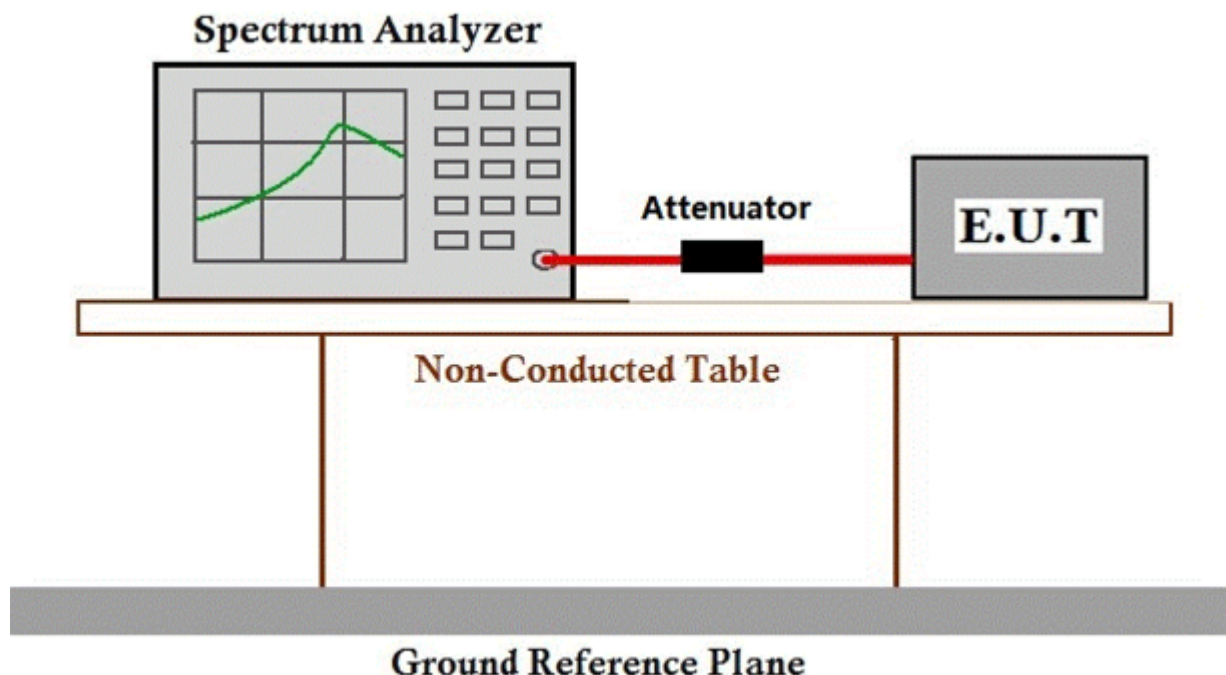 Spectrum Analyzer
Attenuator
E.U.T
Non-Conducted Table
Ground Reference Plane